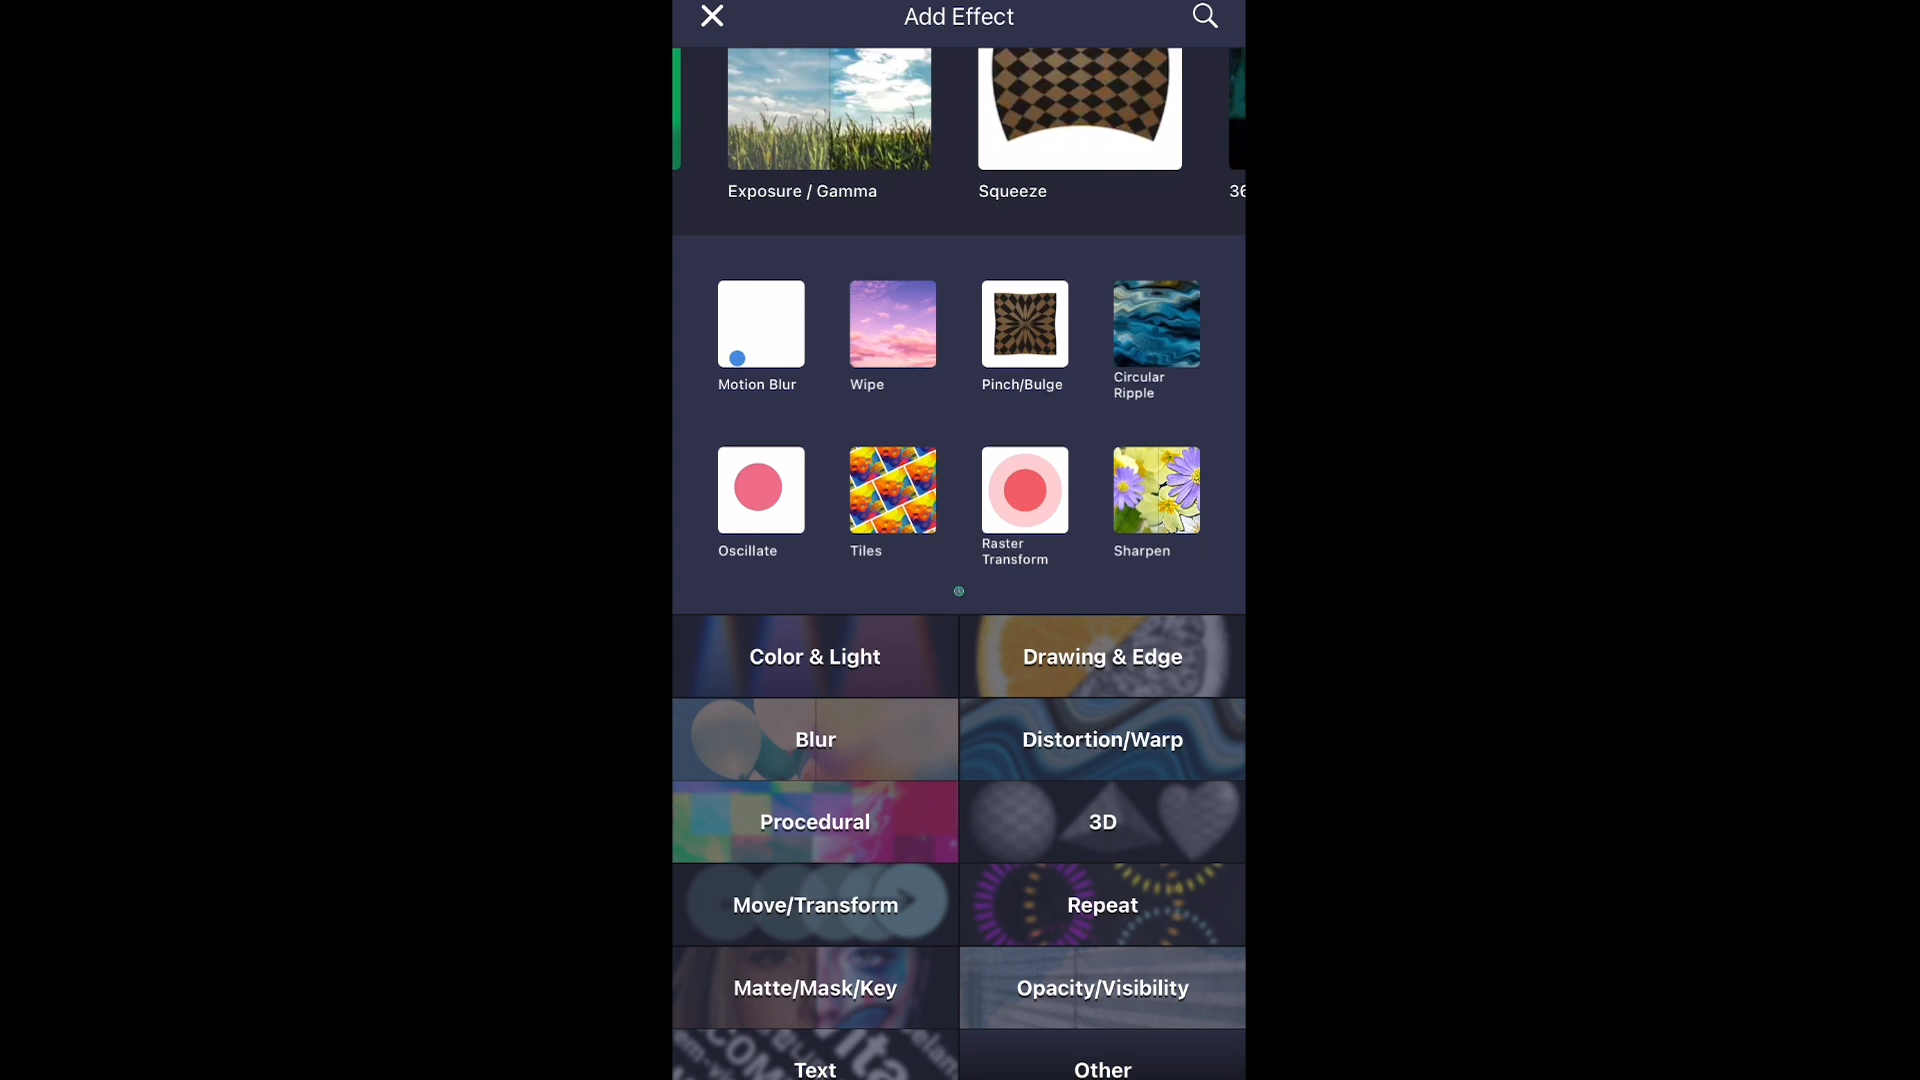 Add Effect
Exposure / Gamma
Squeeze
36
Motion Blur
Wipe
Pinch/Bulge
Circular
Ripple
Oscillate
Tiles
Raster
Transform
Sharpen
Color & Light
Drawing & Edge
Blur
Distortion/Warp
Procedural
3D
Move/Transform
Repeat
Matte/Mask/Key
Opacity/Visibility
Text
Other